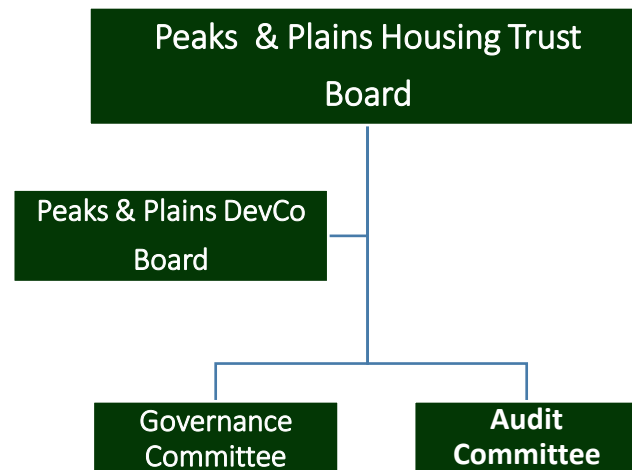 Peaks & Plains Housing Trust
Board
Peaks & Plains DevCo
Board
Governance
Committee
Audit
Committee